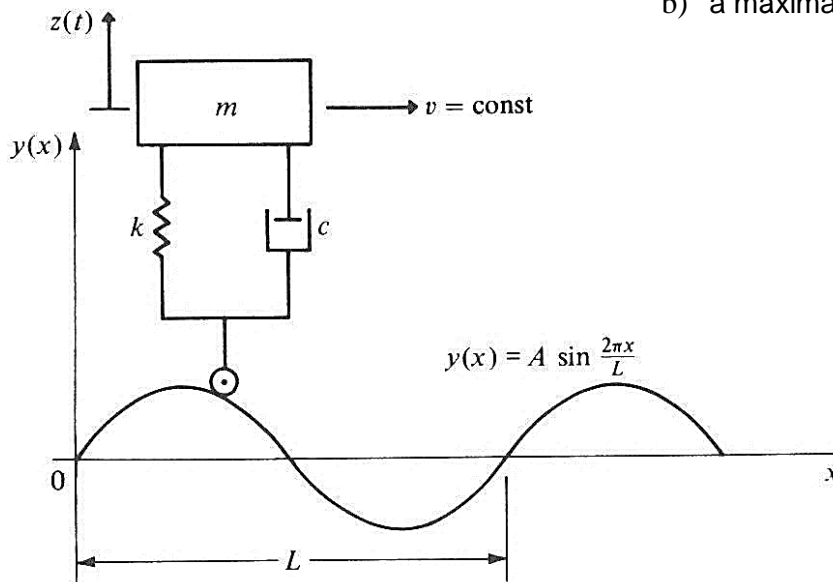 b) a maxima
z(t)
m
v = const
y(x)
k
c
y(x) = A sin 2πx/L
0
x
L